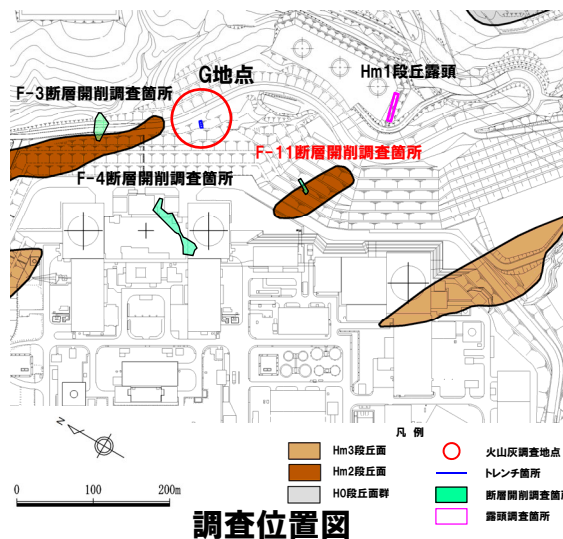 G地点
Hm1段丘露頭
F-3断層開削調査箇所
F-11断層開削調査箇所
F-4断層開削調査箇所
N
凡 例
Hm3段丘面
火山灰調査地点
Hm2段丘面
トレンチ箇所
H0段丘面群
断層開削調査箇所
露頭調査箇所
0 100 200m
調査位置図